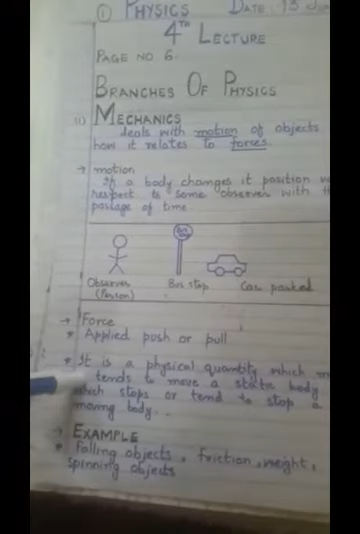 ① PHYSICS DATE: 13
4TH LECTURE
PAGE NO 6.
BRANCHES OF PHYSICS
MECHANICS
deals with motion of objects
how it relates to forces.
→ motion
If a body changes it position
respect to some observer with
passage of time.
Observer
(Person)
Bus stop
Car parked
→ Force
* Applied push or pull
* It is a physical quantity which
tends to move a static body
which stops or tend to stop a
moving body.
→ EXAMPLE
* Falling objects, friction, weight,
spinning objects